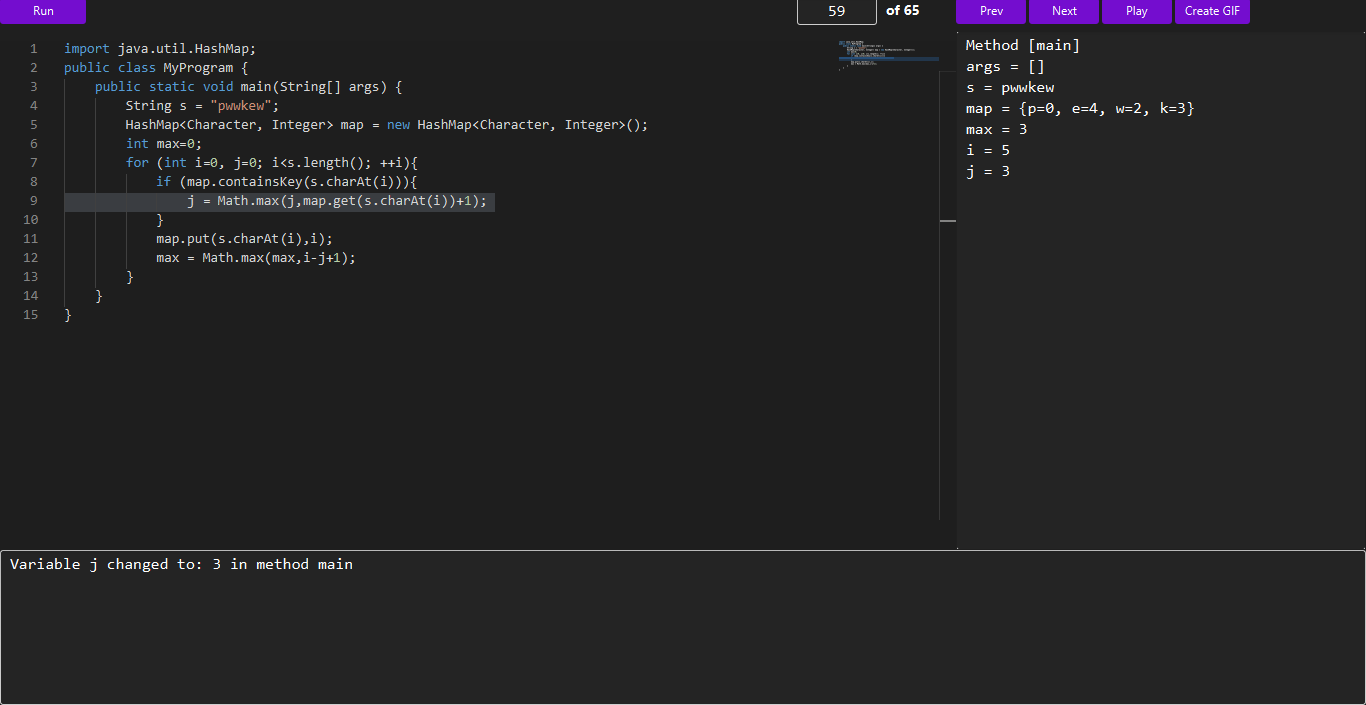 Run
59 of 65
Prev Next Play Create GIF
1 import java.util.HashMap;
2 public class MyProgram {
3 public static void main(String[] args) {
4 String s = "pwwkew";
5 HashMap<Character, Integer> map = new HashMap<Character, Integer>();
6 int max=0;
7 for (int i=0, j=0; i<s.length(); ++i){
8 if (map.containsKey(s.charAt(i))){
9 j = Math.max(j,map.get(s.charAt(i))+1);
10 }
11 map.put(s.charAt(i),i);
12 max = Math.max(max,i-j+1);
13 }
14 }
15 }
Method [main]
args = []
s = pwwkew
map = {p=0, e=4, w=2, k=3}
max = 3
i = 5
j = 3
Variable j changed to: 3 in method main